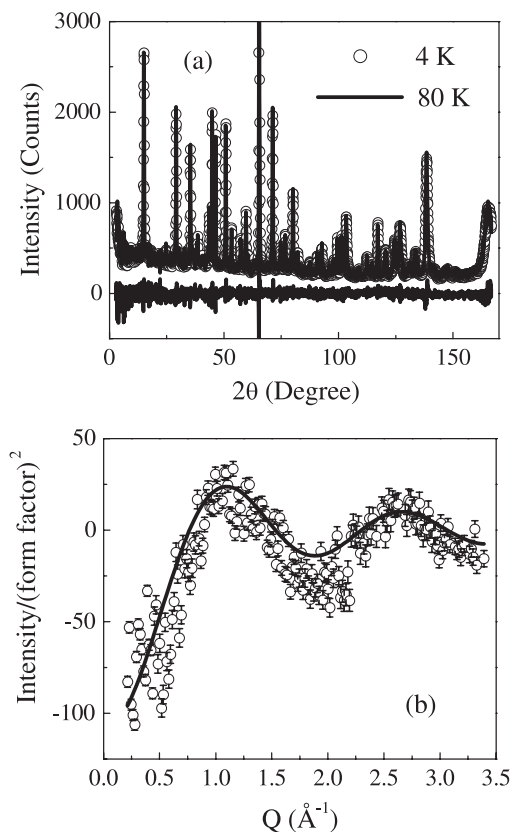 3000
2000
1000
0
Intensity (Counts)
(a)
4 K
80 K
0 50 100 150
2θ (Degree)
50
0
-50
-100
Intensity/(form factor)²
(b)
0.0 0.5 1.0 1.5 2.0 2.5 3.0 3.5
Q (Å⁻¹)